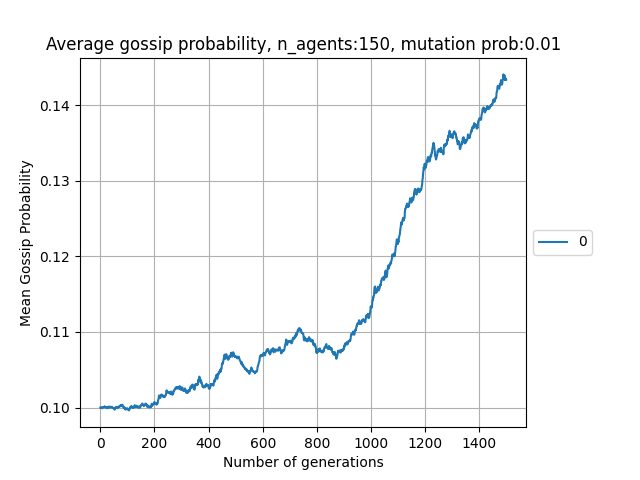 Average gossip probability, n_agents:150, mutation prob:0.01
0.14
0.13
0.12
0.11
0.10
Mean Gossip Probability
0
0 200 400 600 800 1000 1200 1400
Number of generations